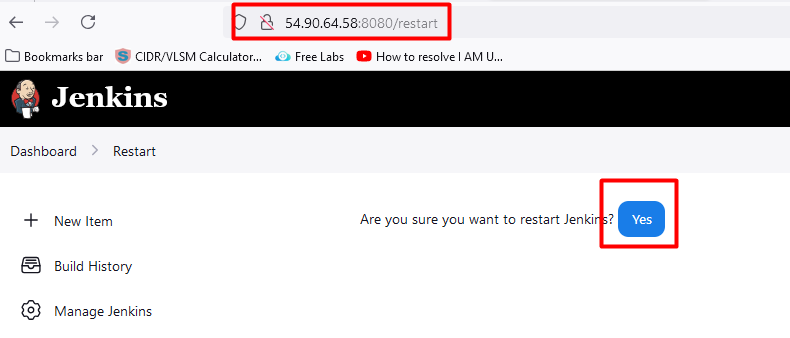 54.90.64.58:8080/restart
Bookmarks bar CIDR/VLSM Calculator... Free Labs How to resolve I AM U...
Jenkins
Dashboard Restart
New Item
Are you sure you want to restart Jenkins? Yes
Build History
Manage Jenkins